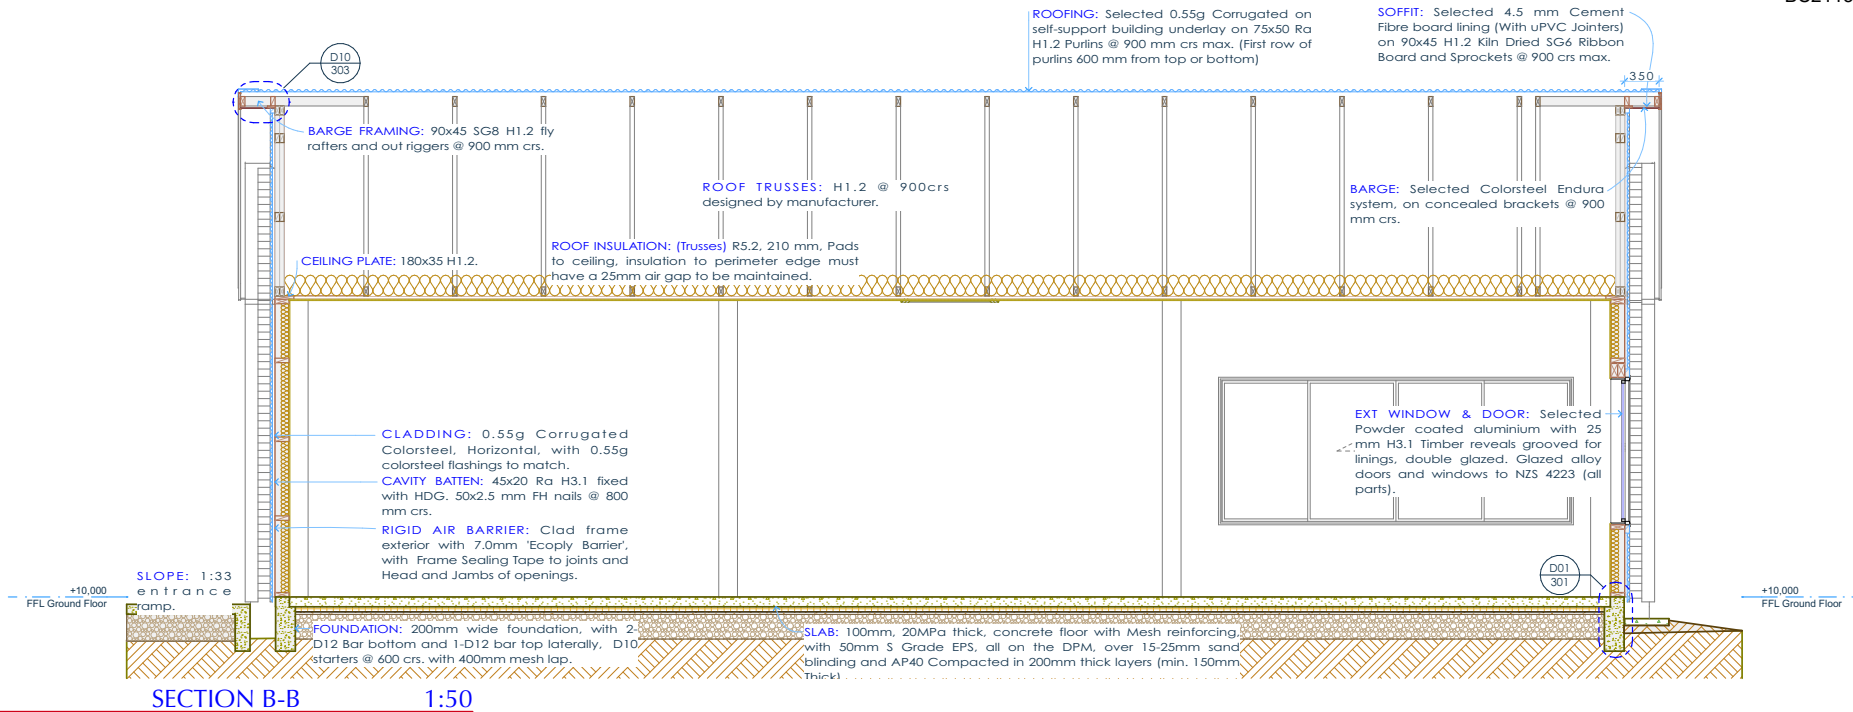 ROOFING: Selected 0.55g Corrugated on
self-support building underlay on 75x50 Ra
H1.2 Purlins @ 900 mm crs max. (First row of
purlins 600 mm from top or bottom)
SOFFIT: Selected 4.5 mm Cement
Fibre board lining (With uPVC Jointers)
on 90x45 H1.2 Kiln Dried SG6 Ribbon
Board and Sprockets @ 900 crs max.
350
D10
303
BARGE FRAMING: 90x45 SG8 H1.2 fly
rafters and out riggers @ 900 mm crs.
ROOF TRUSSES: H1.2 @ 900crs
designed by manufacturer.
BARGE: Selected Colorsteel Endura
system, on concealed brackets @ 900
mm crs.
ROOF INSULATION: (Trusses) R5.2, 210 mm, Pads
to ceiling, insulation to perimeter edge must
have a 25mm air gap to be maintained.
CEILING PLATE: 180x35 H1.2.
CLADDING: 0.55g Corrugated
Colorsteel, Horizontal, with 0.55g
colorsteel flashings to match.
CAVITY BATTEN: 45x20 Ra H3.1 fixed
with HDG. 50x2.5 mm FH nails @ 800
mm crs.
RIGID AIR BARRIER: Clad frame
exterior with 7.0mm 'Ecoply Barrier',
with Frame Sealing Tape to joints and
Head and Jambs of openings.
EXT WINDOW & DOOR: Selected
Powder coated aluminium with 25
mm H3.1 Timber reveals grooved for
linings, double glazed. Glazed alloy
doors and windows to NZS 4223 (all
parts).
D01
301
SLOPE: 1:33
entrance
ramp.
+10,000
FFL Ground Floor
+10,000
FFL Ground Floor
FOUNDATION: 200mm wide foundation, with 2-
D12 Bar bottom and 1-D12 bar top laterally, D10
starters @ 600 crs. with 400mm mesh lap.
SLAB: 100mm, 20MPa thick, concrete floor with Mesh reinforcing,
with 50mm S Grade EPS, all on the DPM, over 15-25mm sand
blinding and AP40 Compacted in 200mm thick layers (min. 150mm
Thick)
SECTION B-B 1:50